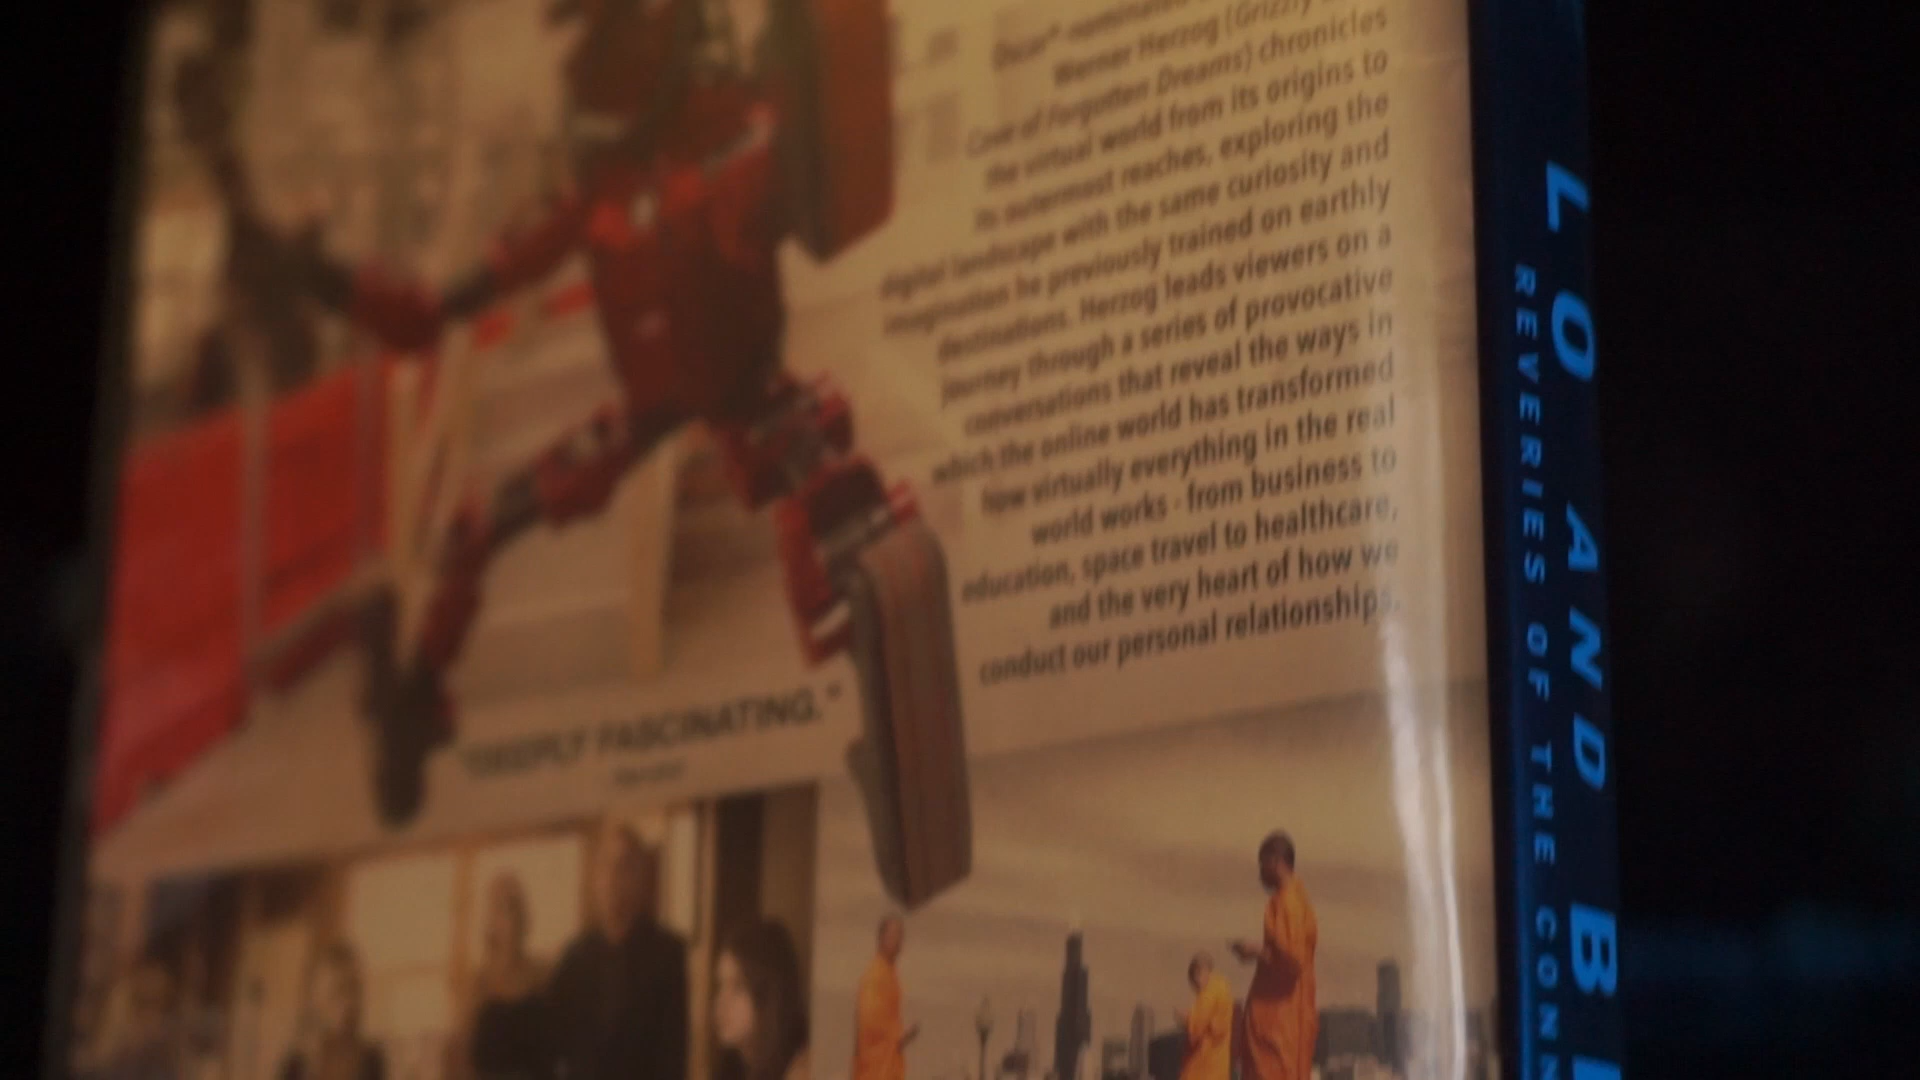 Oscar® nominated
Werner Herzog (Grizzly
Cave of Forgotten Dreams) chronicles
the virtual world from its origins to
its outermost reaches, exploring the
digital landscape with the same curiosity and
imagination he previously trained on earthly
destinations. Herzog leads viewers on a
journey through a series of provocative
conversations that reveal the ways in
which the online world has transformed
how virtually everything in the real
world works - from business to
education, space travel to healthcare,
and the very heart of how we
conduct our personal relationships.
"DEEPLY FASCINATING."
LO AND B
REVERIES OF THE CONN